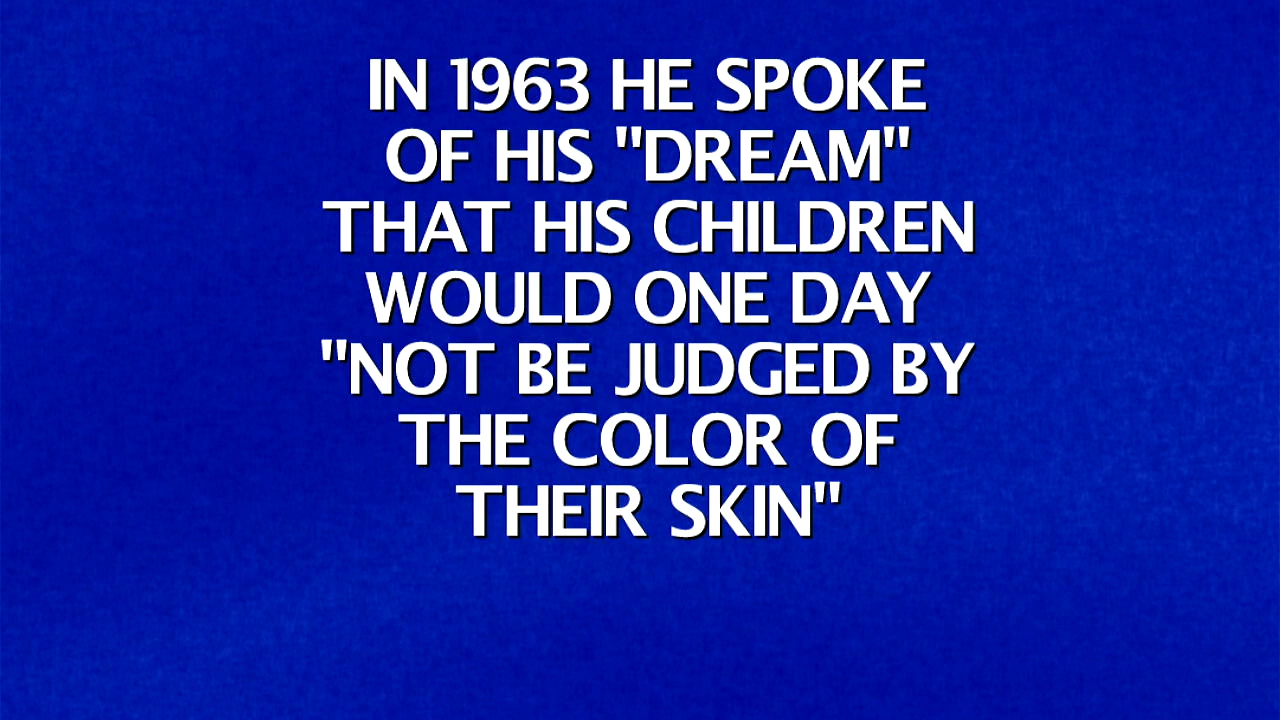 IN 1963 HE SPOKE
OF HIS "DREAM"
THAT HIS CHILDREN
WOULD ONE DAY
"NOT BE JUDGED BY
THE COLOR OF
THEIR SKIN"